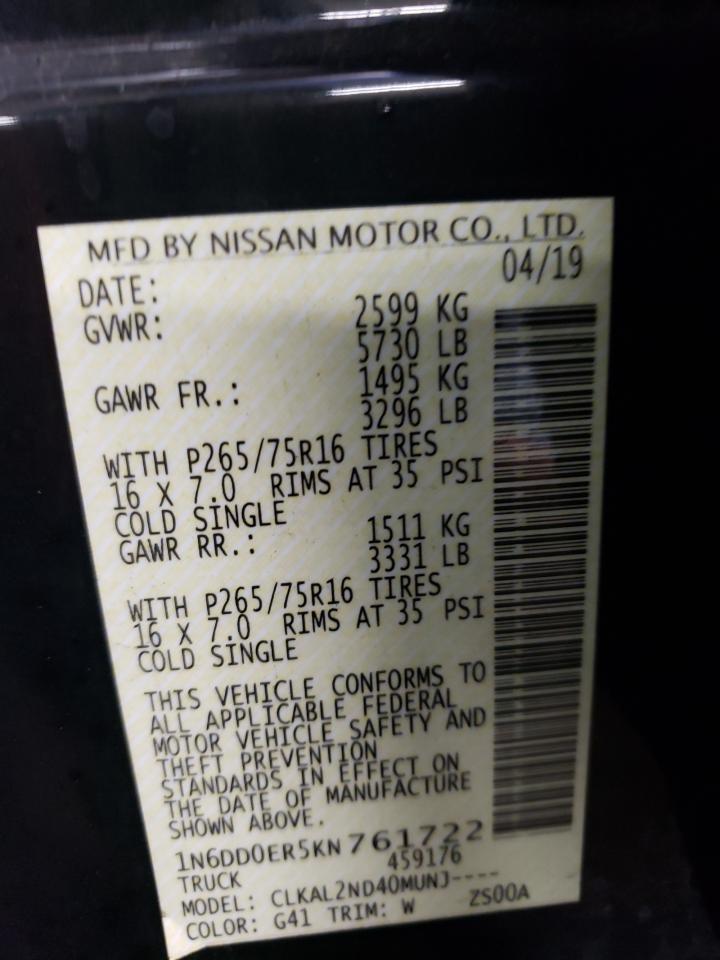 MFD BY NISSAN MOTOR CO., LTD.
DATE: 04/19
GVWR: 2599 KG
5730 LB
GAWR FR.: 1495 KG
3296 LB
WITH P265/75R16 TIRES
16 X 7.0 RIMS AT 35 PSI
COLD SINGLE
GAWR RR.: 1511 KG
3331 LB
WITH P265/75R16 TIRES
16 X 7.0 RIMS AT 35 PSI
COLD SINGLE
THIS VEHICLE CONFORMS TO
ALL APPLICABLE FEDERAL
MOTOR VEHICLE SAFETY AND
THEFT PREVENTION
STANDARDS IN EFFECT ON
THE DATE OF MANUFACTURE
SHOWN ABOVE.
1N6DD0ER5KN761722
459176
TRUCK
MODEL: CLKAL2ND40MUNJ----
COLOR: G41 TRIM: W ZS00A